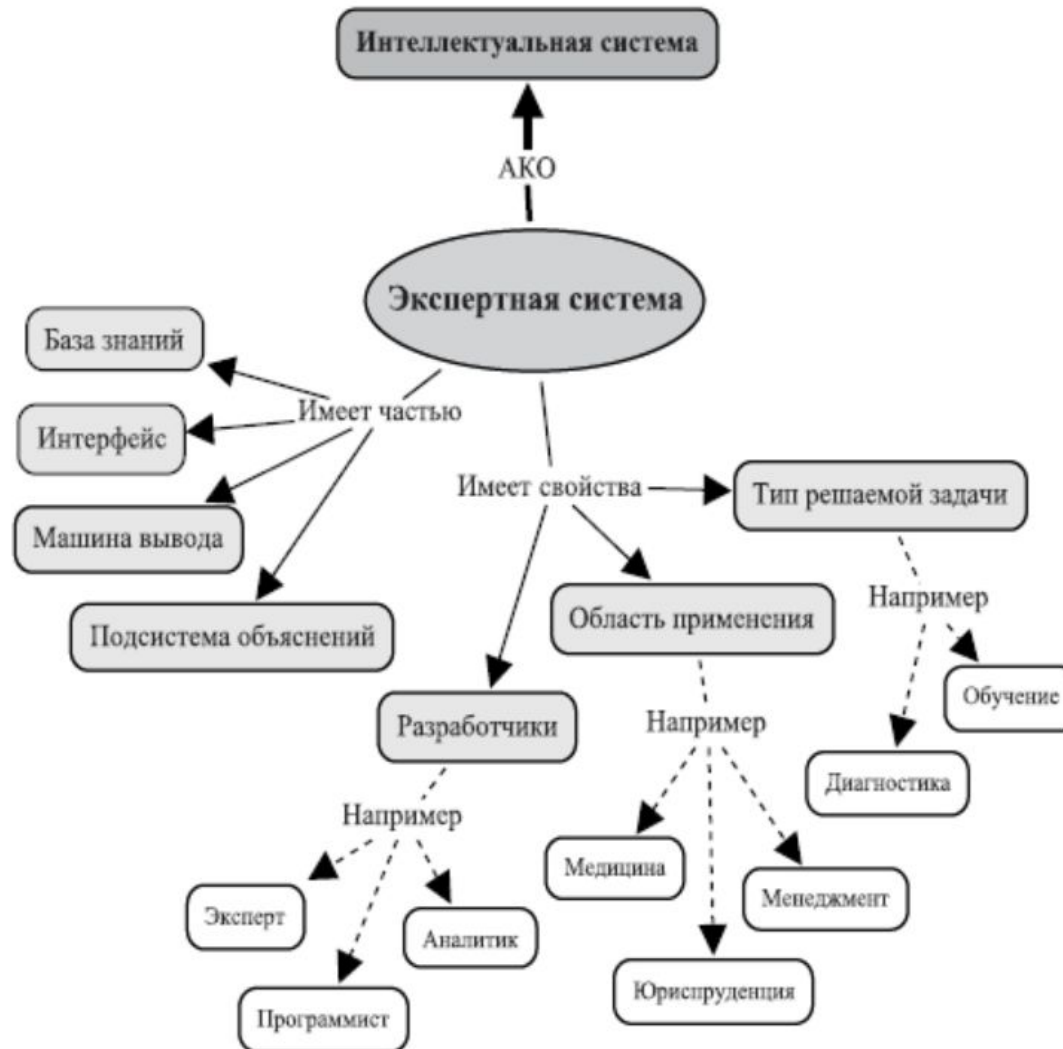 Интеллектуальная система
АКО
Экспертная система
База знаний
Имеет частью
Интерфейс
Машина вывода
Подсистема объяснений
Имеет свойства
Тип решаемой задачи
Например
Обучение
Диагностика
Область применения
Например
Медицина
Менеджмент
Юриспруденция
Разработчики
Например
Эксперт
Аналитик
Программист